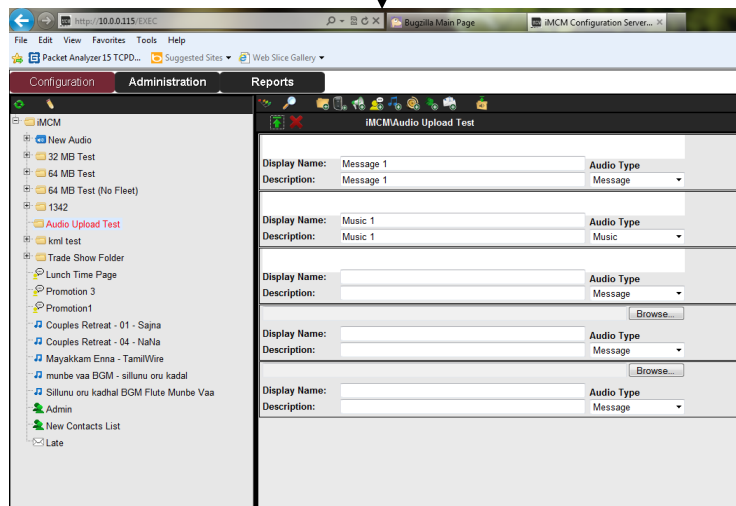 http://10.0.0.115/EXEC
Bugzilla Main Page
iMCM Configuration Server...
File Edit View Favorites Tools Help
Packet Analyzer 15 TCPD... Suggested Sites Web Slice Gallery
Configuration Administration Reports
iMCM
New Audio
32 MB Test
64 MB Test
64 MB Test (No Fleet)
1342
Audio Upload Test
kml test
Trade Show Folder
Lunch Time Page
Promotion 3
Promotion1
Couples Retreat - 01 - Sajna
Couples Retreat - 04 - NaNa
Mayakkam Enna - TamilWire
munbe vaa BGM - sillunu oru kadal
Sillunu oru kadhal BGM Flute Munbe Vaa
Admin
New Contacts List
Late
iMCM\Audio Upload Test
Display Name: Message 1 Audio Type
Description: Message 1 Message
Display Name: Music 1 Audio Type
Description: Music 1 Music
Display Name: Audio Type
Description: Message
Browse...
Display Name: Audio Type
Description: Message
Browse...
Display Name: Audio Type
Description: Message